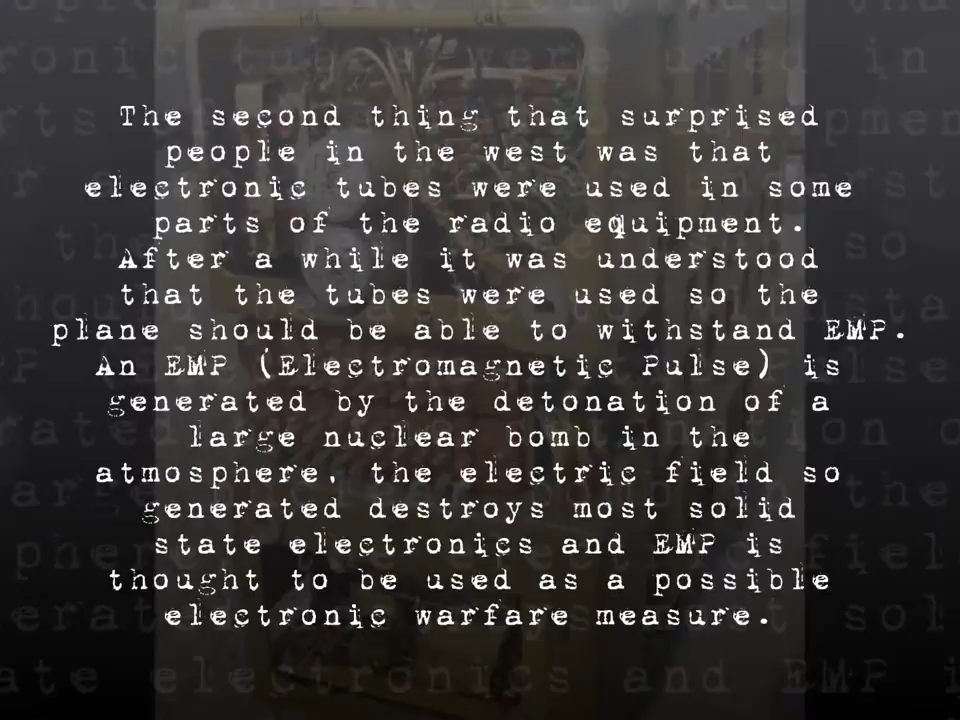 The second thing that surprised
people in the west was that
electronic tubes were used in some
parts of the radio equipment.
After a while it was understood
that the tubes were used so the
plane should be able to withstand EMP.
An EMP (Electromagnetic Pulse) is
generated by the detonation of a
large nuclear bomb in the
atmosphere, the electric field so
generated destroys most solid
state electronics and EMP is
thought to be used as a possible
electronic warfare measure.